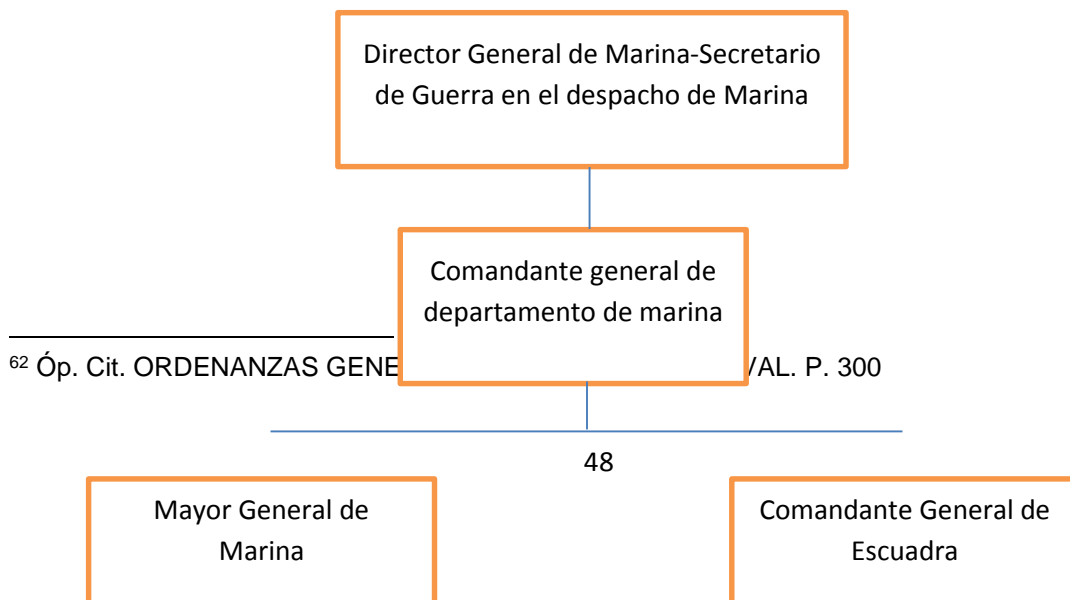 Director General de Marina-Secretario
de Guerra en el despacho de Marina
Comandante general de
departamento de marina
62 Óp. Cit. ORDENANZAS GENE VAL. P. 300
48
Mayor General de
Marina
Comandante General de
Escuadra